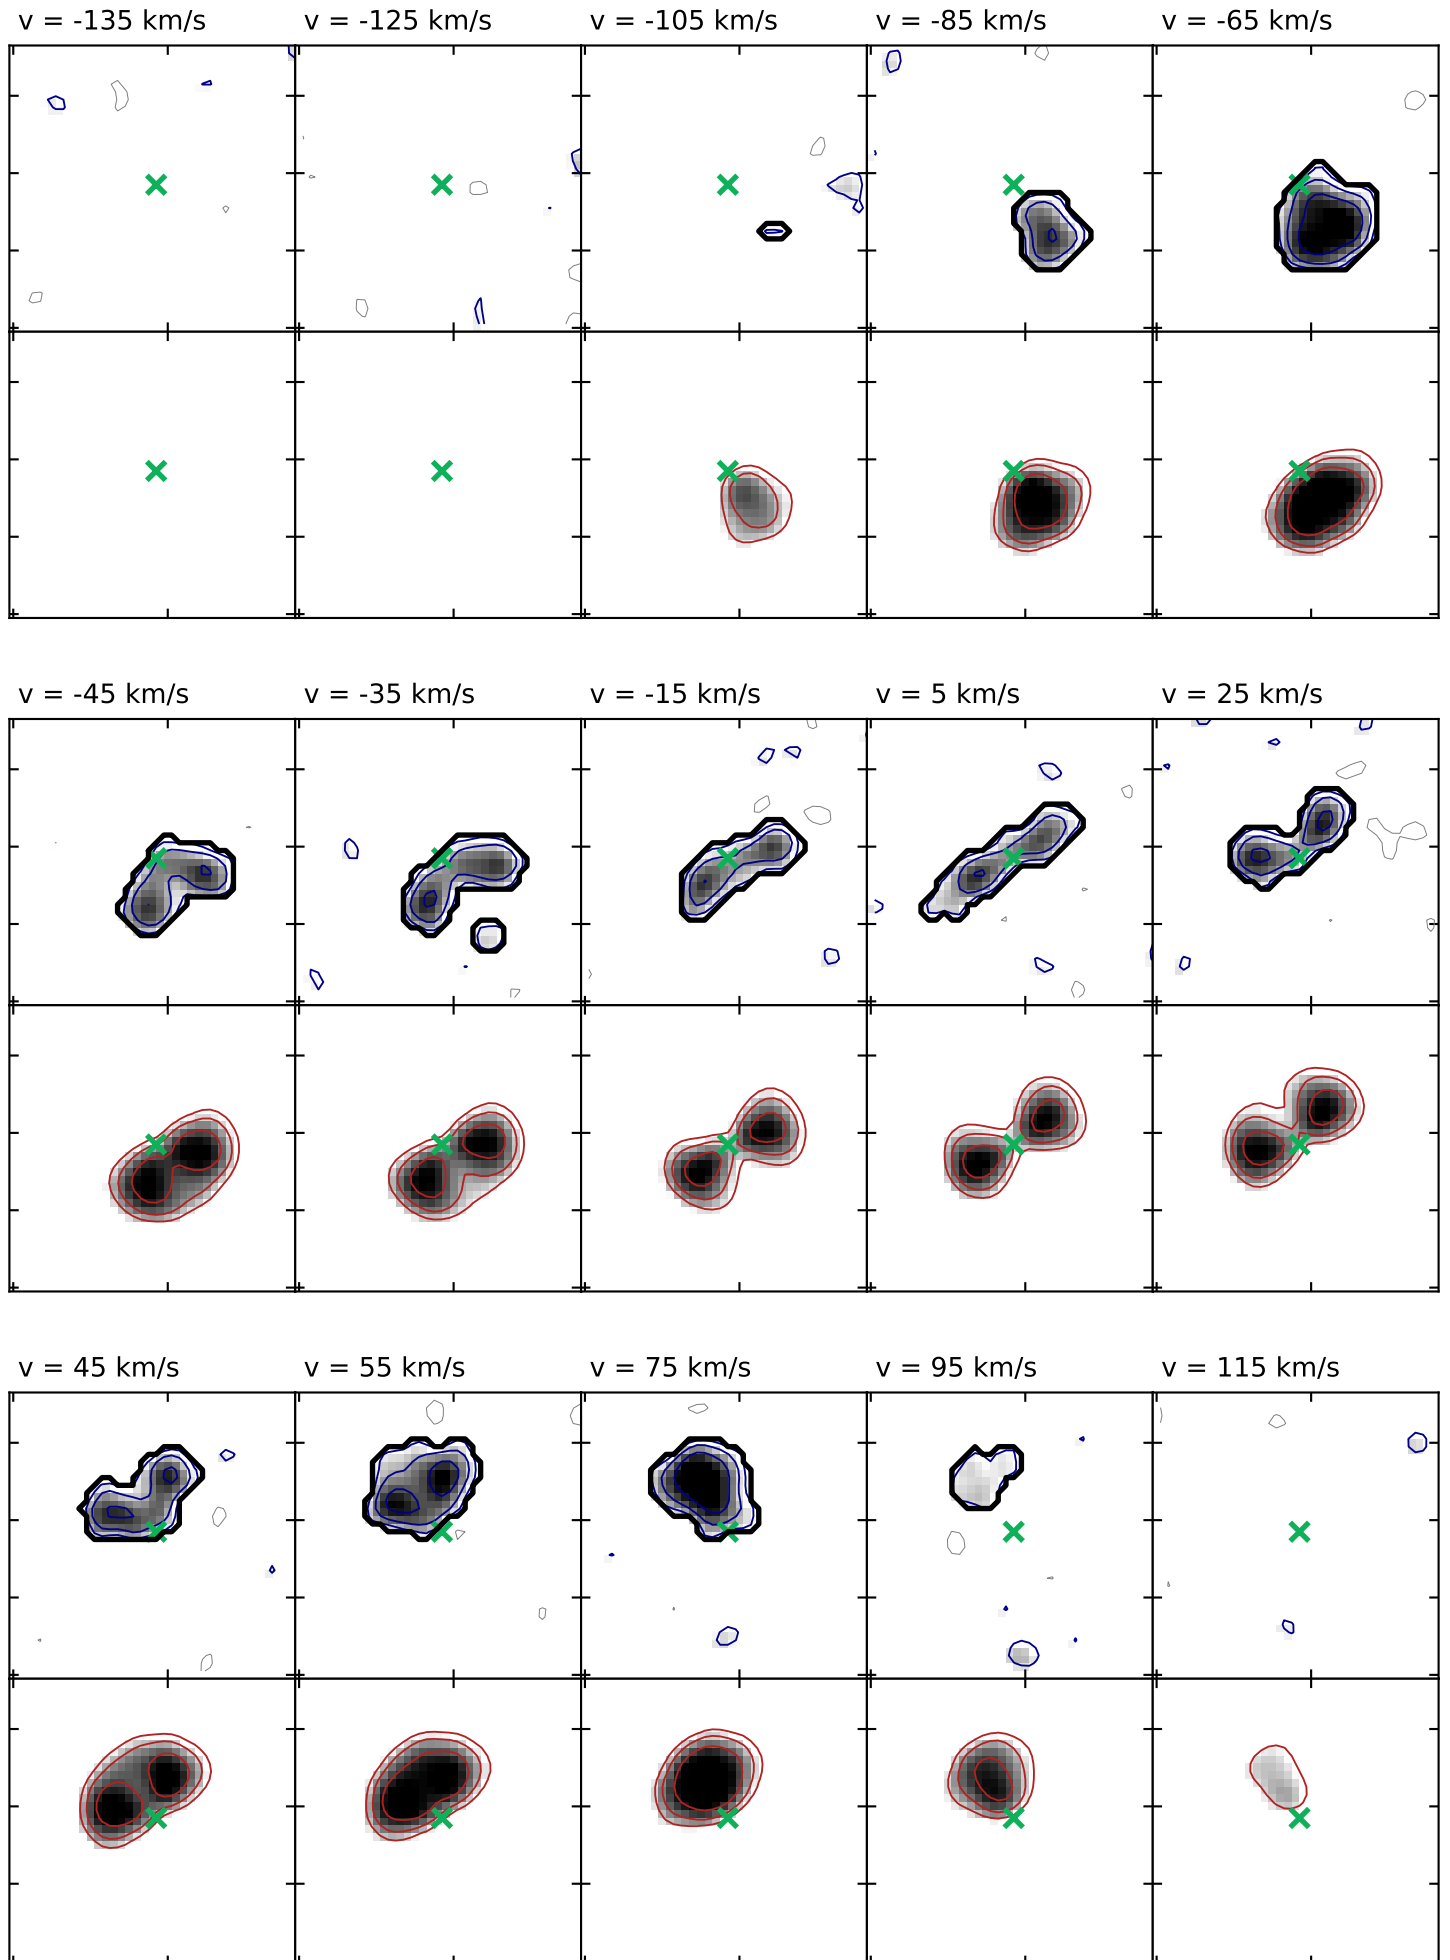 v = -135 km/s v = -125 km/s v = -105 km/s v = -85 km/s v = -65 km/s
v = -45 km/s v = -35 km/s v = -15 km/s v = 5 km/s v = 25 km/s
v = 45 km/s v = 55 km/s v = 75 km/s v = 95 km/s v = 115 km/s